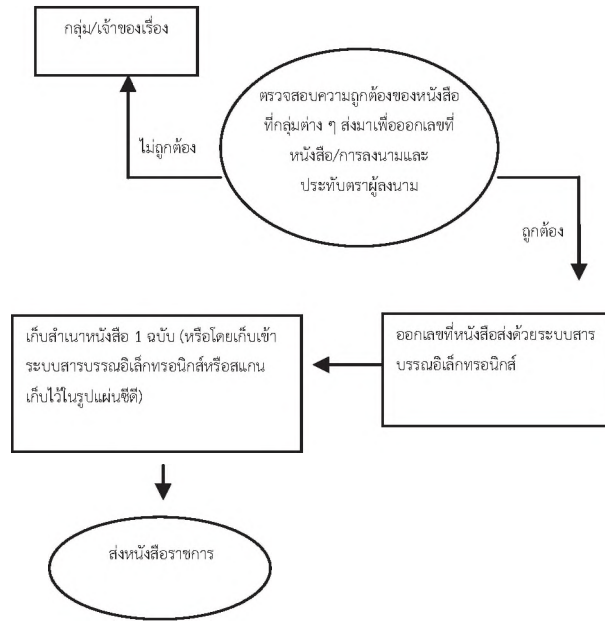 กลุ่ม/เจ้าของเรื่อง
ตรวจสอบความถูกต้องของหนังสือ
ที่กลุ่มต่าง ๆ ส่งมาเพื่อออกเลขที่
หนังสือ/การลงนามและ
ประทับตราผู้ลงนาม
ไม่ถูกต้อง
ถูกต้อง
ออกเลขที่หนังสือส่งด้วยระบบสาร
บรรณอิเล็กทรอนิกส์
เก็บสำเนาหนังสือ 1 ฉบับ (หรือโดยเก็บเข้า
ระบบสารบรรณอิเล็กทรอนิกส์หรือสแกน
เก็บไว้ในรูปแผ่นซีดี)
ส่งหนังสือราชการ